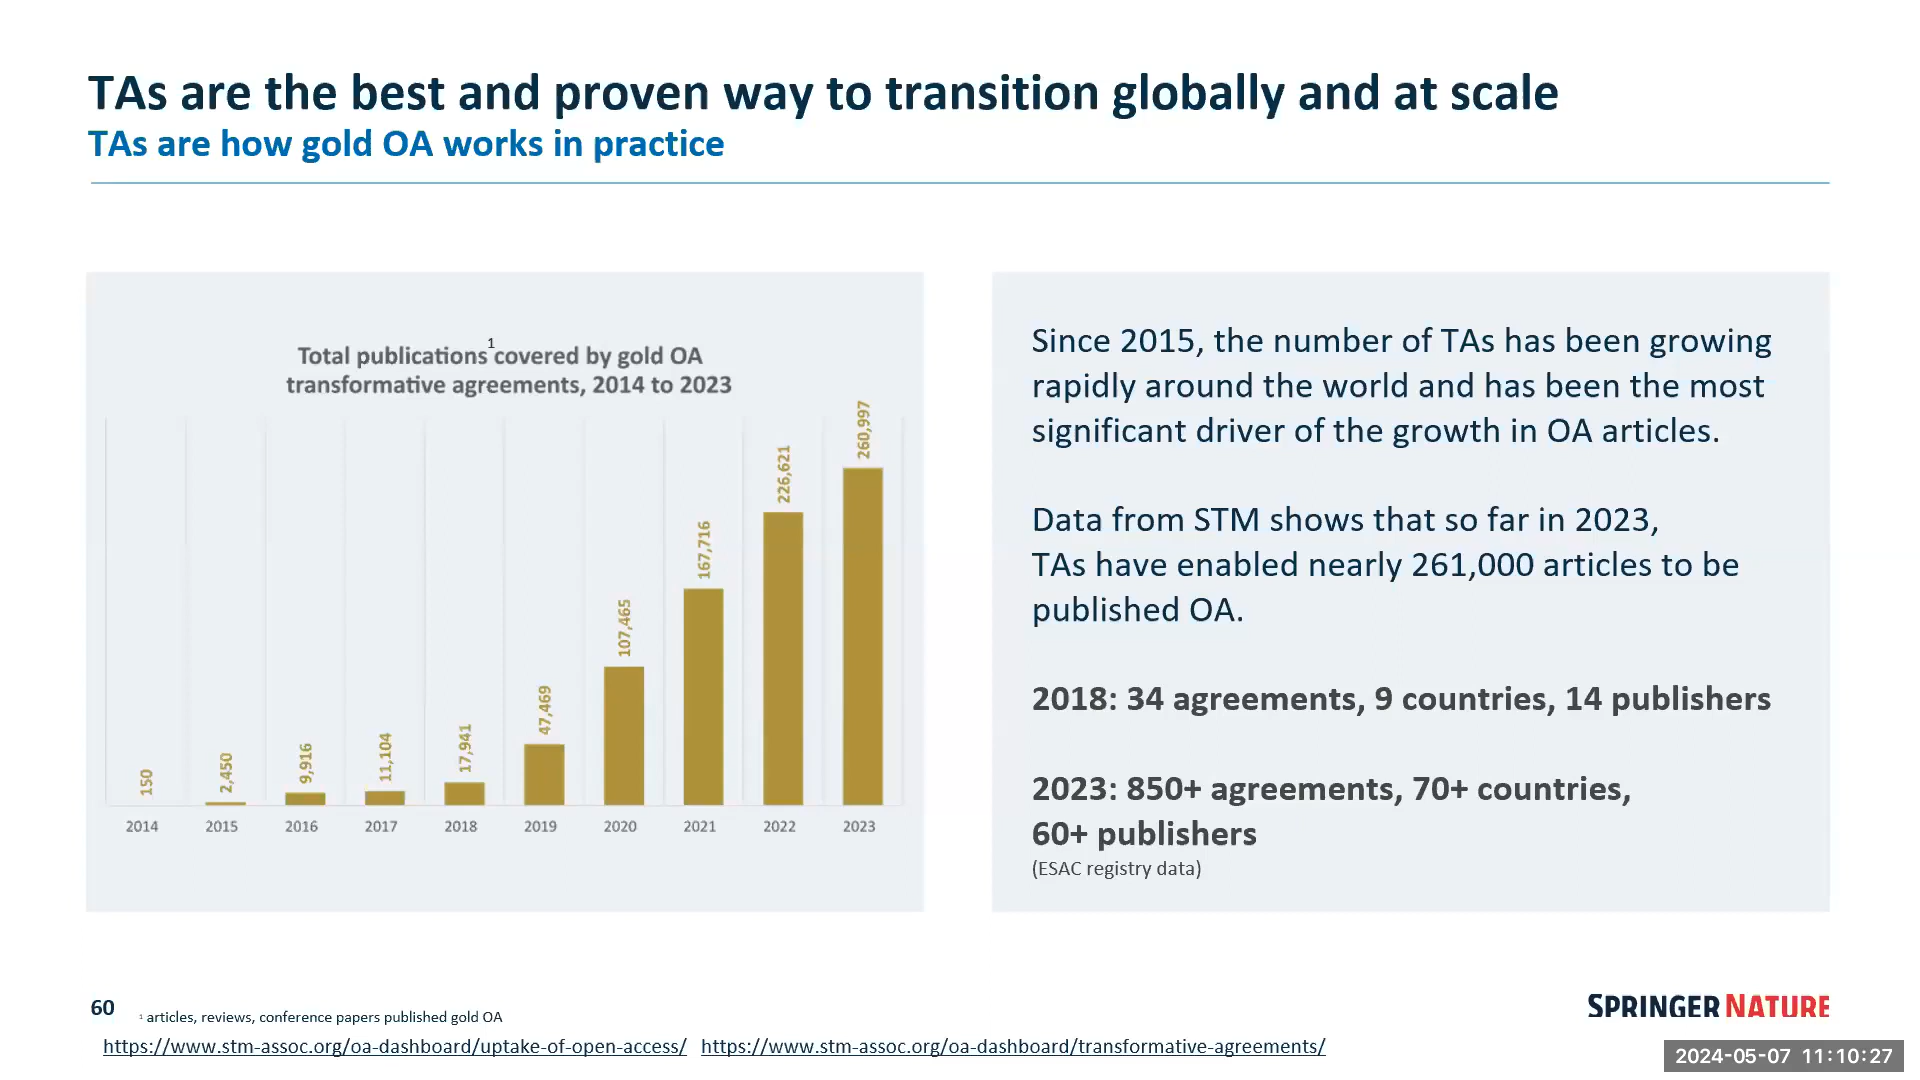 TAs are the best and proven way to transition globally and at scale
TAs are how gold OA works in practice
Total publications¹ covered by gold OA
transformative agreements, 2014 to 2023
150
2,450
9,916
11,104
17,941
47,469
107,465
167,716
226,621
260,997
2014 2015 2016 2017 2018 2019 2020 2021 2022 2023
Since 2015, the number of TAs has been growing
rapidly around the world and has been the most
significant driver of the growth in OA articles.
Data from STM shows that so far in 2023,
TAs have enabled nearly 261,000 articles to be
published OA.
2018: 34 agreements, 9 countries, 14 publishers
2023: 850+ agreements, 70+ countries,
60+ publishers
(ESAC registry data)
60
¹ articles, reviews, conference papers published gold OA
SPRINGER NATURE
https://www.stm-assoc.org/oa-dashboard/uptake-of-open-access/ https://www.stm-assoc.org/oa-dashboard/transformative-agreements/
2024-05-07 11:10:27